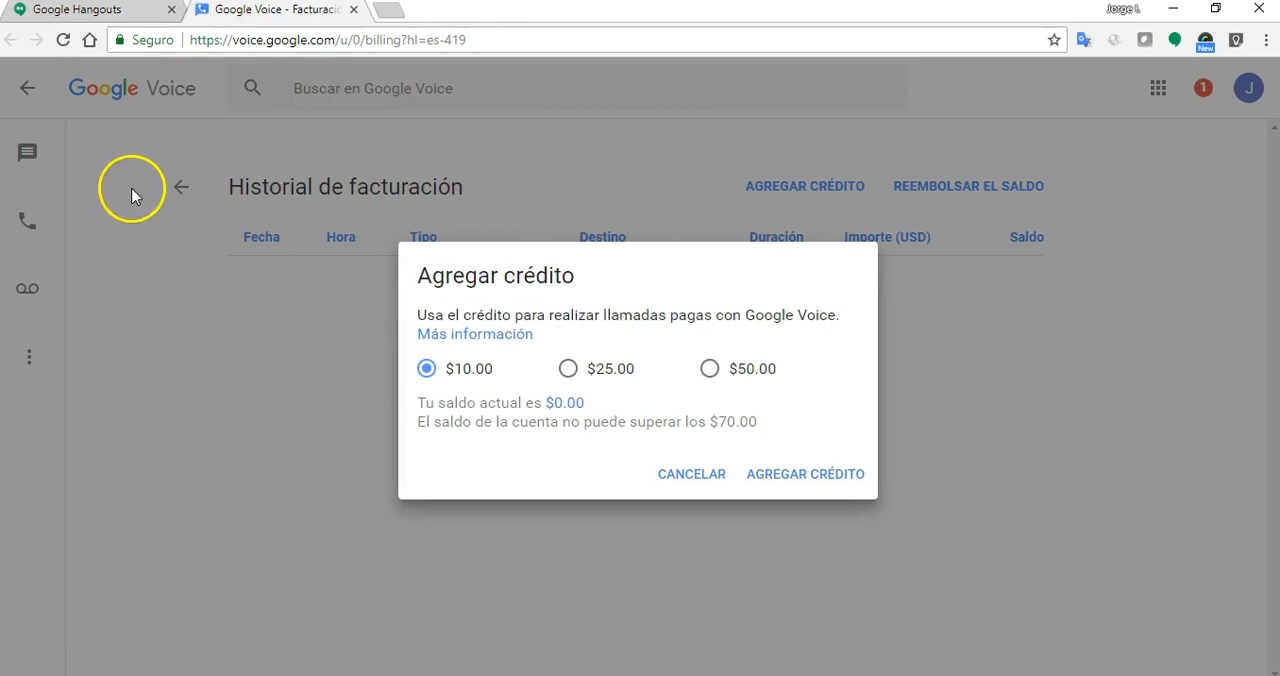 Google Hangouts
Google Voice - Facturació
Jorge I.
Seguro
https://voice.google.com/u/0/billing?hl=es-419
New
Google Voice
Buscar en Google Voice
1
J
Historial de facturación
AGREGAR CRÉDITO
REEMBOLSAR EL SALDO
Fecha Hora Tipo Destino Duración Importe (USD) Saldo
Agregar crédito
Usa el crédito para realizar llamadas pagas con Google Voice.
Más información
$10.00 $25.00 $50.00
Tu saldo actual es $0.00
El saldo de la cuenta no puede superar los $70.00
CANCELAR AGREGAR CRÉDITO